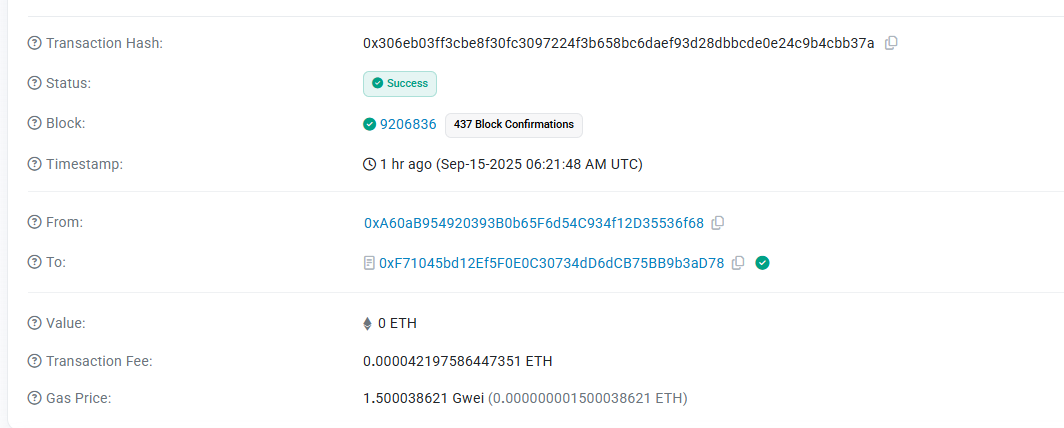 Transaction Hash: 0x306eb03ff3cbe8f30fc3097224f3b658bc6daef93d28dbbcde0e24c9b4cbb37a
Status: Success
Block: 9206836 437 Block Confirmations
Timestamp: 1 hr ago (Sep-15-2025 06:21:48 AM UTC)
From: 0xA60aB954920393B0b65F6d54C934f12D35536f68
To: 0xF71045bd12Ef5F0E0C30734dD6dCB75BB9b3aD78
Value: 0 ETH
Transaction Fee: 0.000042197586447351 ETH
Gas Price: 1.500038621 Gwei (0.000000001500038621 ETH)